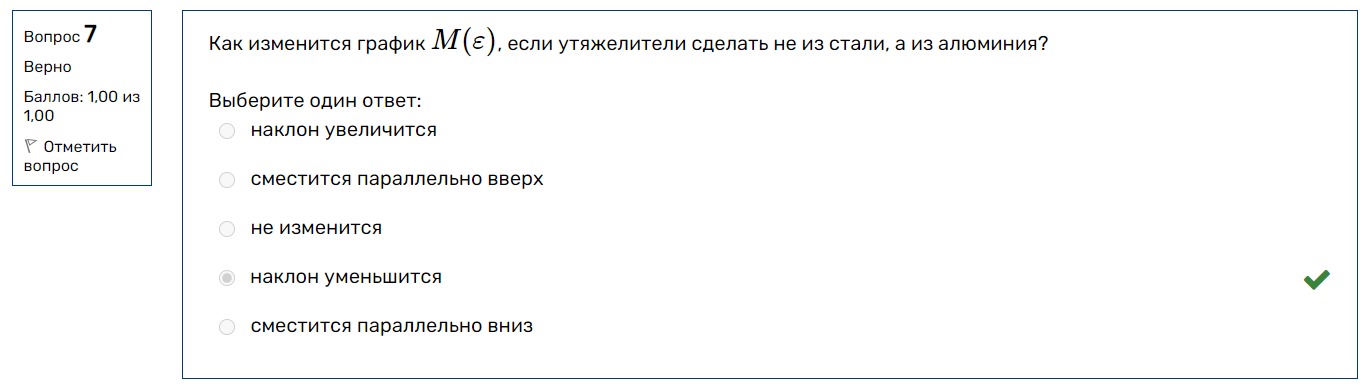 Вопрос 7
Верно
Баллов: 1,00 из
1,00
Отметить
вопрос
Как изменится график M(ε), если утяжелители сделать не из стали, а из алюминия?
Выберите один ответ:
наклон увеличится
сместится параллельно вверх
не изменится
наклон уменьшится
сместится параллельно вниз